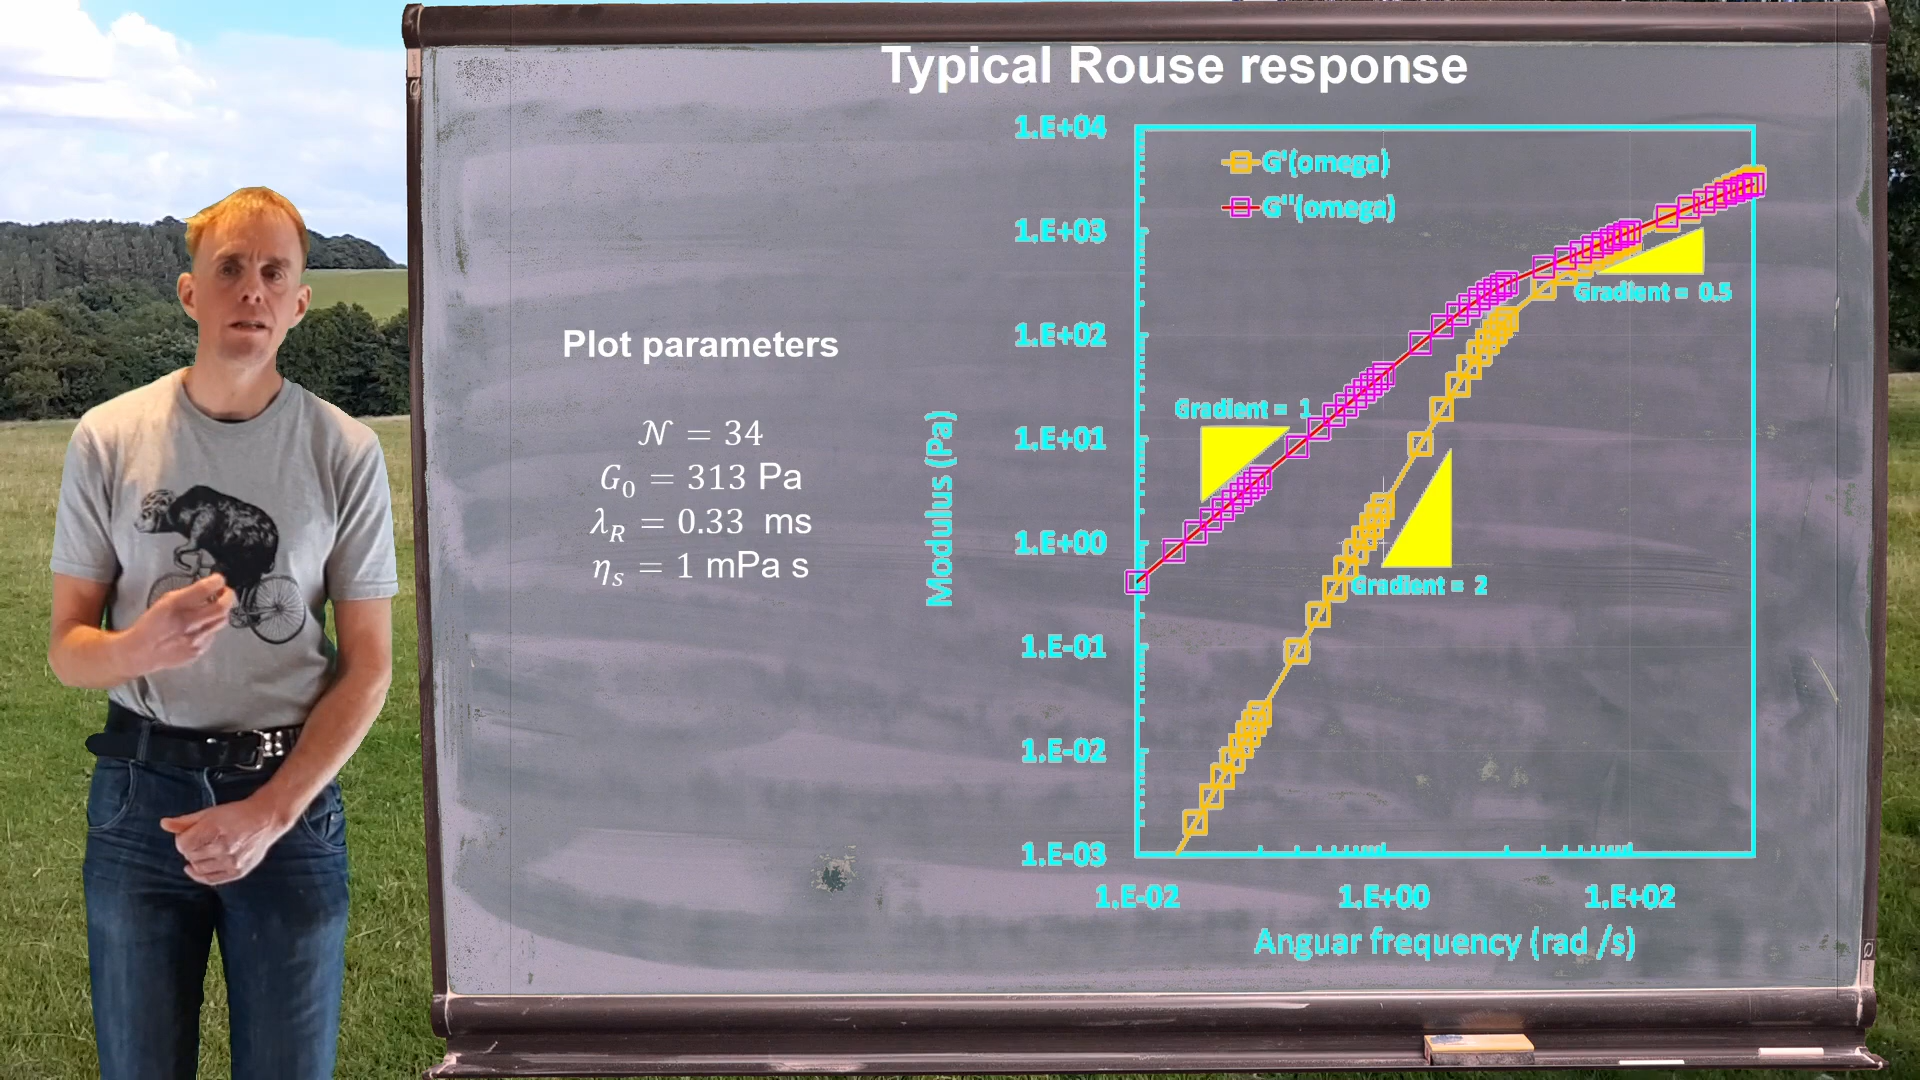 Typical Rouse response
Plot parameters
𝒩 = 34
G₀ = 313 Pa
λ_R = 0.33 ms
η_s = 1 mPa s
1.E+04
1.E+03
1.E+02
1.E+01
1.E+00
1.E-01
1.E-02
1.E-03
Modulus (Pa)
G'(omega)
G''(omega)
Gradient = 0.5
Gradient = 1
Gradient = 2
1.E-02
1.E+00
1.E+02
Anguar frequency (rad /s)